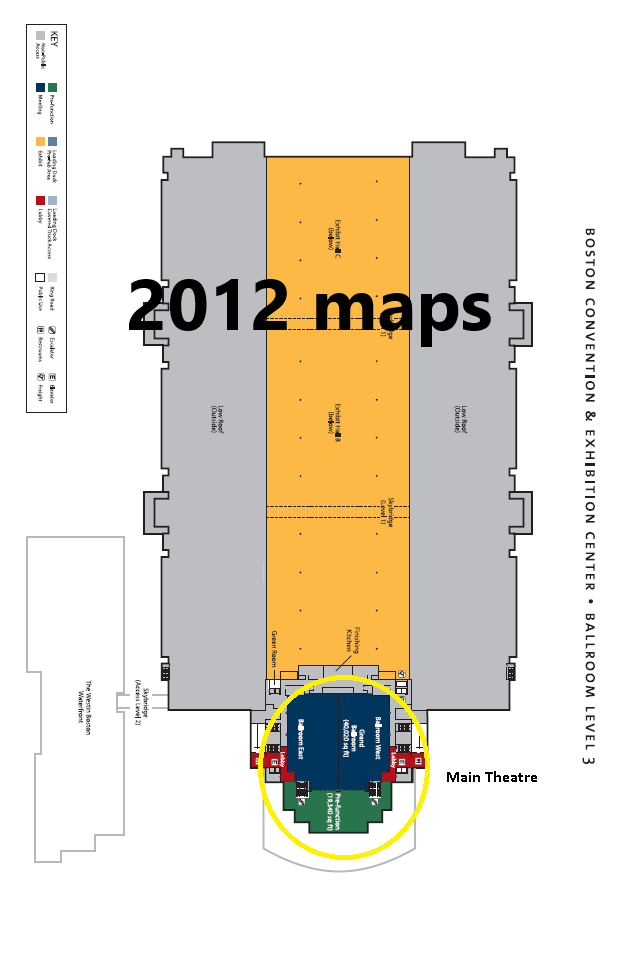 KEY
Non-Public
Access
Pre-function
Meeting
Loading Dock
Pre-Fab Area
Exhibit
Loading Dock
Covered Truck Access
Lobby
Ring Road
Public Use
Escalator
Restrooms
Elevator
Freight
BOSTON CONVENTION & EXHIBITION CENTER • BALLROOM LEVEL 3
2012 maps
Exhibit Hall C
(below)
Low Roof
(Outside)
Exhibit Hall B
(below)
Low Roof
(Outside)
Skybridge
(Level 1)
Green Room
Finishing
Kitchen
The Westin Boston
Waterfront
Skybridge
(Access Level 2)
Ballroom East
Grand
Ballroom
(40,020 sq ft)
Ballroom West
Lobby
Lobby
Pre-function
(19,540 sq ft)
Main Theatre